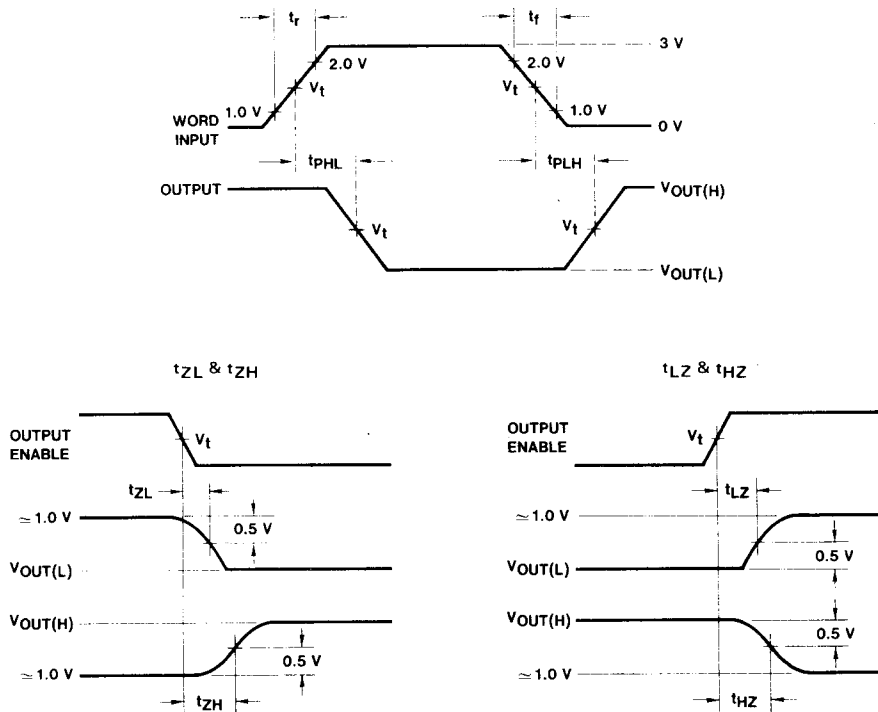 tr
tf
3 V
2.0 V
2.0 V
Vt
Vt
1.0 V
1.0 V
WORD
INPUT
0 V
tPHL
tPLH
OUTPUT
VOUT(H)
Vt
Vt
VOUT(L)
tZL & tZH
OUTPUT
ENABLE
Vt
tZL
≃1.0 V
0.5 V
VOUT(L)
VOUT(H)
0.5 V
≃1.0 V
tZH
tLZ & tHZ
OUTPUT
ENABLE
Vt
tLZ
≃1.0 V
0.5 V
VOUT(L)
VOUT(H)
0.5 V
≃1.0 V
tHZ